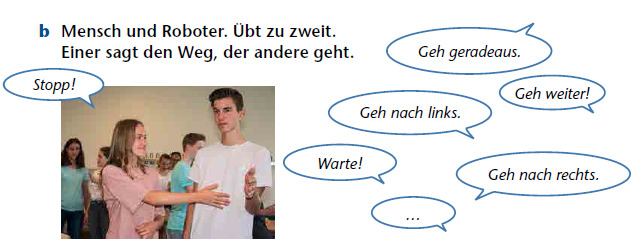 b Mensch und Roboter. Übt zu zweit.
Einer sagt den Weg, der andere geht.
Geh geradeaus.
Stopp!
Geh weiter!
Geh nach links.
Warte!
Geh nach rechts.
...